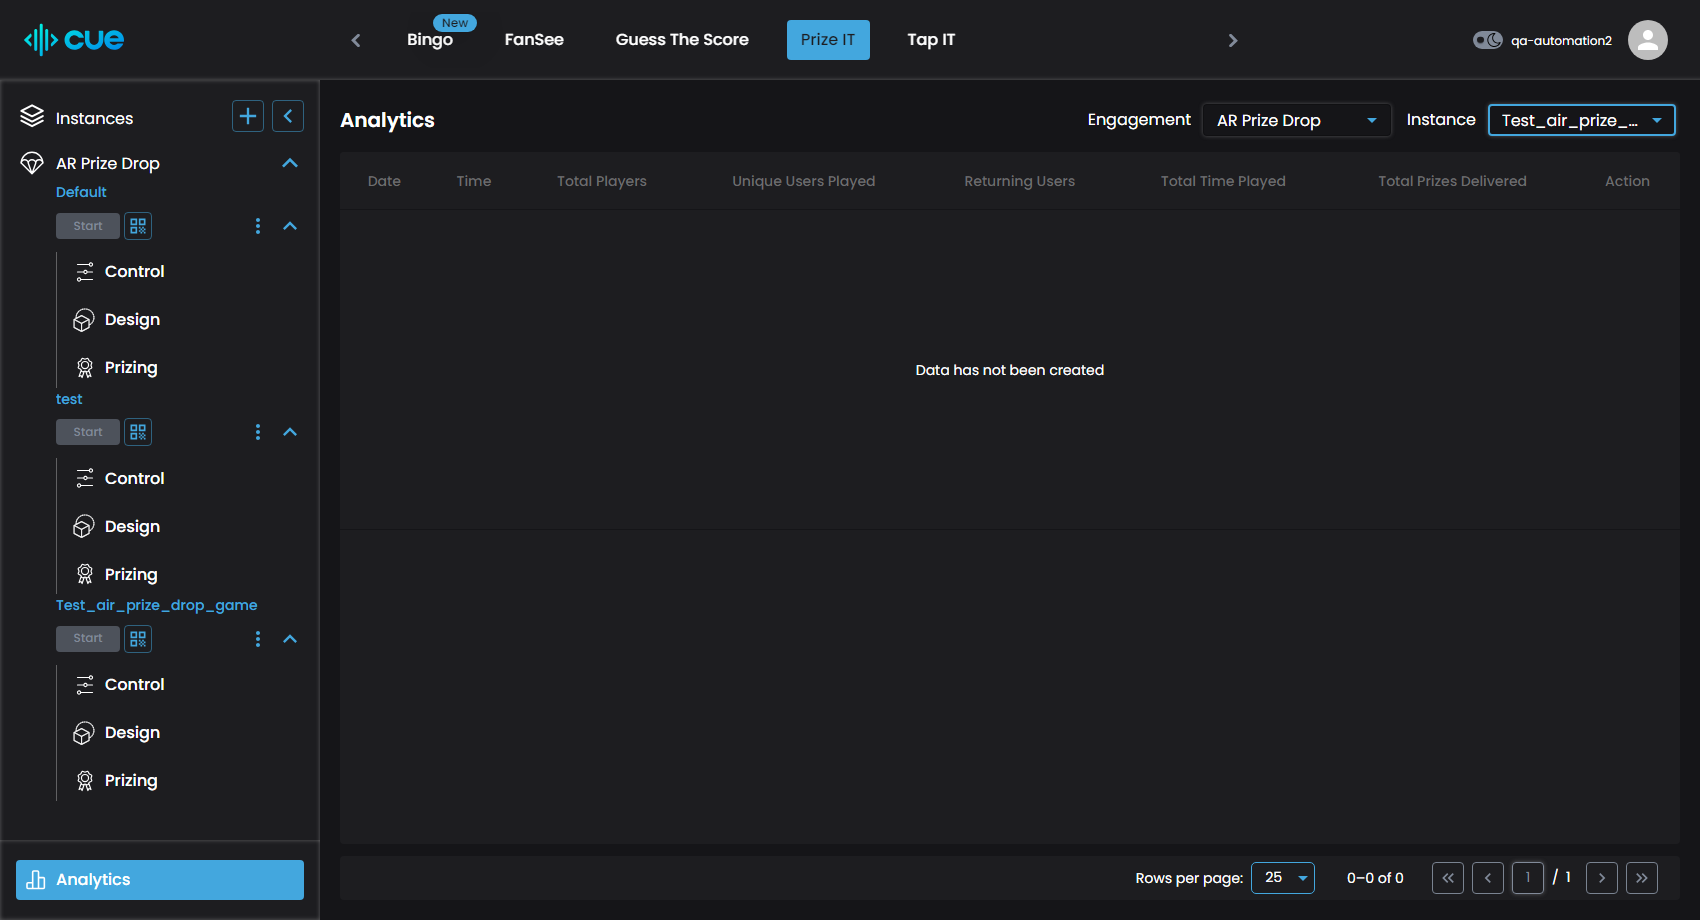 cue
New
Bingo
FanSee
Guess The Score
Prize IT
Tap IT
qa-automation2
Instances
AR Prize Drop
Default
Start
Control
Design
Prizing
test
Start
Control
Design
Prizing
Test_air_prize_drop_game
Start
Control
Design
Prizing
Analytics
Analytics
Engagement
AR Prize Drop
Instance
Test_air_prize_...
Date Time Total Players Unique Users Played Returning Users Total Time Played Total Prizes Delivered Action
Data has not been created
Rows per page: 25 0–0 of 0 1 / 1